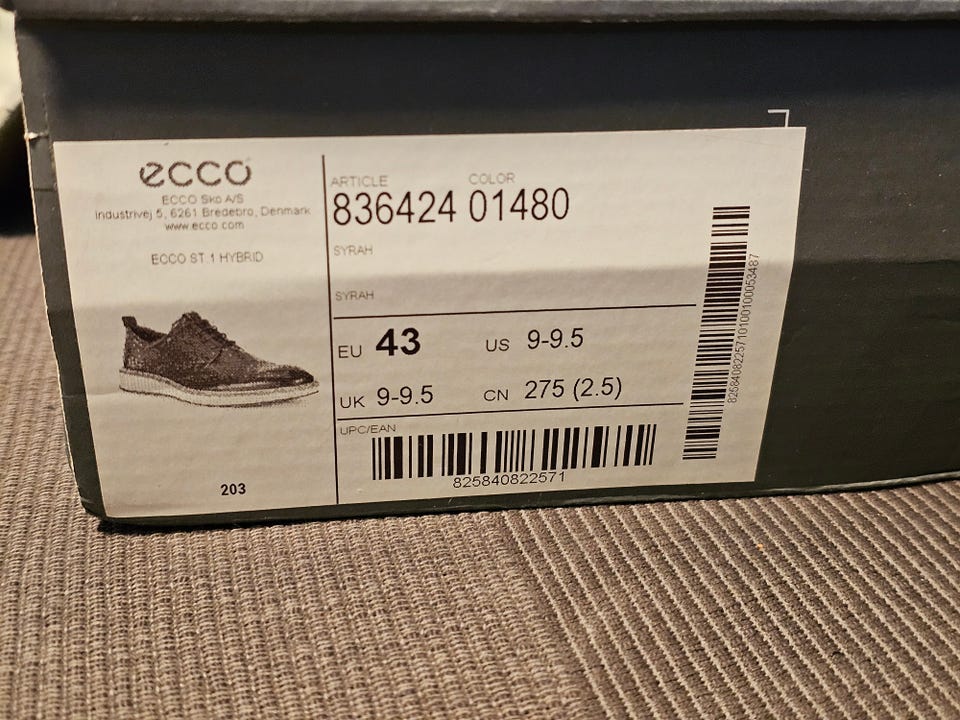 ecco
ECCO Sko A/S
Industrivej 5, 6261 Bredebro, Denmark
www.ecco.com
ECCO ST.1 HYBRID
203
ARTICLE COLOR
836424 01480
SYRAH
SYRAH
EU 43 US 9-9.5
UK 9-9.5 CN 275 (2.5)
UPC/EAN
825840822571
825840822571010010000053487